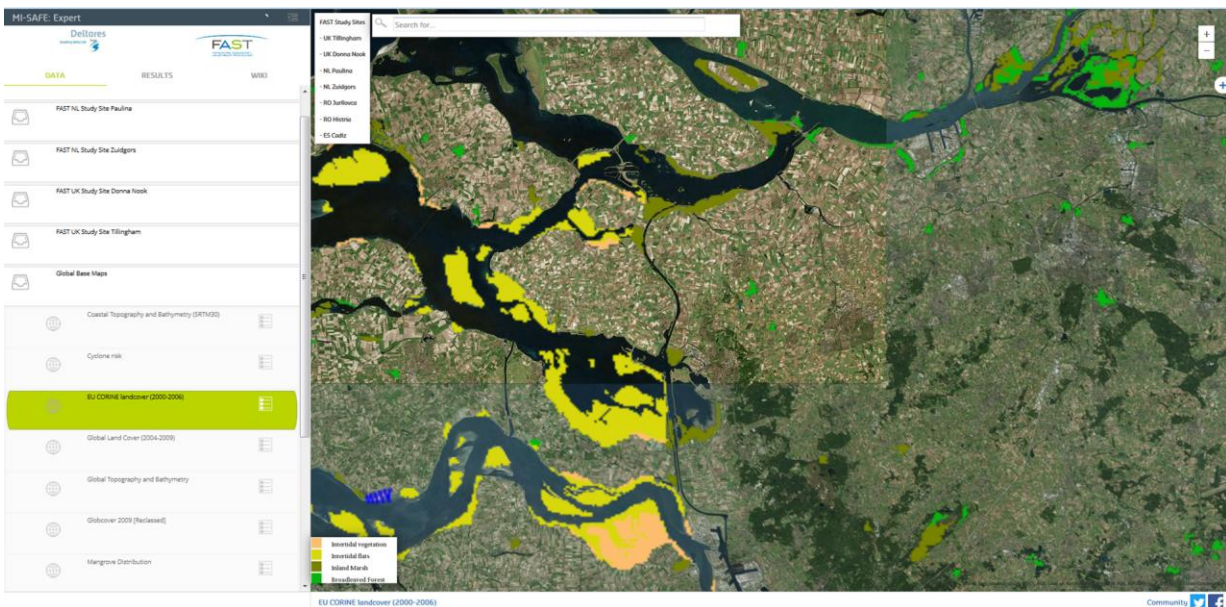 MI-SAFE: Expert
Deltares
FAST
DATA
RESULTS
WIKI
FAST NL Study Site Paulina
FAST NL Study Site Zuidgors
FAST UK Study Site Donna Nook
FAST UK Study Site Tillingham
Global Base Maps
Coastal Topography and Bathymetry (SRTM30)
Cyclone risk
EU CORINE landcover (2000-2006)
Global Land Cover (2004-2009)
Global Topography and Bathymetry
Globcover 2009 [Reclassed]
Mangrove Distribution
FAST Study Sites
- UK Tillingham
- UK Donna Nook
- NL Paulina
- NL Zuidgors
- RO Jurilovca
- RO Histria
- ES Cadiz
Search for...
+
−
+
Intertidal vegetation
Intertidal flats
Inland Marsh
Broadleaved Forest
EU CORINE landcover (2000-2006)
Community